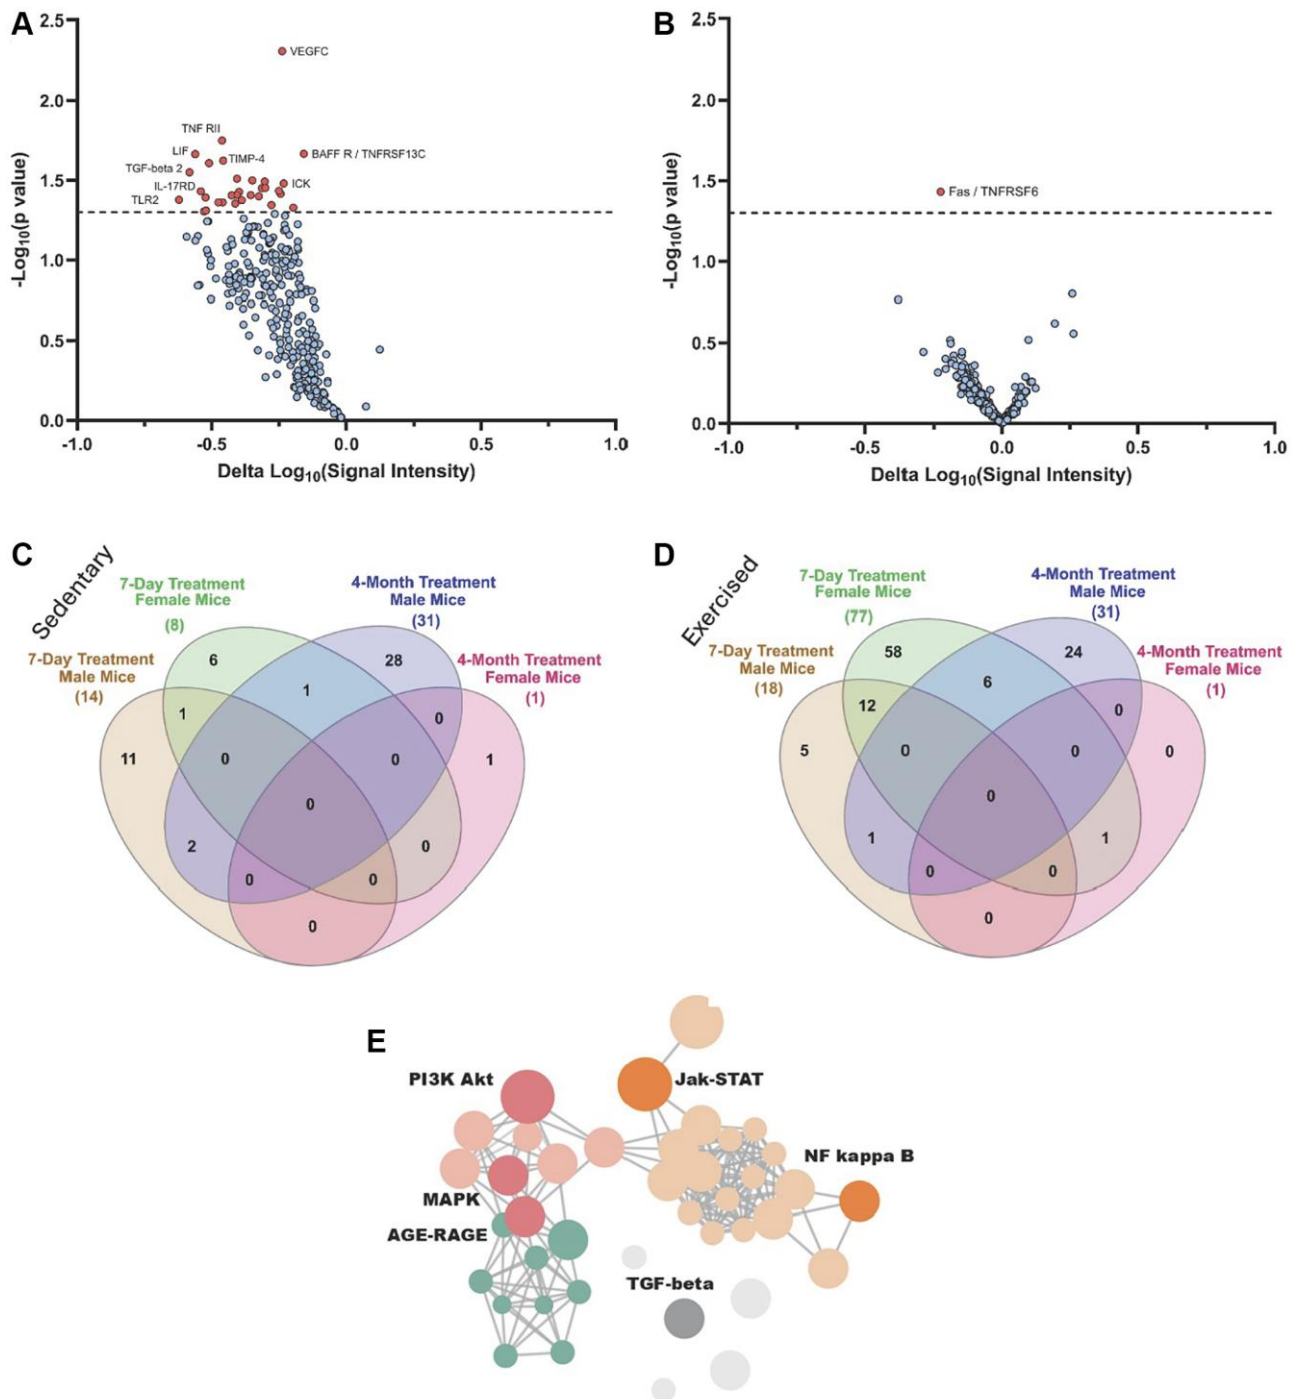 A
2.5
2.0
1.5
1.0
0.5
0.0
-Log10(p value)
VEGFC
TNF RII
LIF
TIMP-4
BAFF R / TNFRSF13C
TGF-beta 2
IL-17RD
ICK
TLR2
-1.0
-0.5
0.0
0.5
1.0
Delta Log10(Signal Intensity)
B
2.5
2.0
1.5
1.0
0.5
0.0
-Log10(p value)
Fas / TNFRSF6
-1.0
-0.5
0.0
0.5
1.0
Delta Log10(Signal Intensity)
C
Sedentary
7-Day Treatment
Female Mice
(8)
4-Month Treatment
Male Mice
(31)
7-Day Treatment
Male Mice
(14)
4-Month Treatment
Female Mice
(1)
6
28
1
1
0
11
0
0
1
0
2
0
0
0
0
D
Exercised
7-Day Treatment
Female Mice
(77)
4-Month Treatment
Male Mice
(31)
7-Day Treatment
Male Mice
(18)
4-Month Treatment
Female Mice
(1)
58
24
6
12
0
5
0
0
0
0
1
1
0
0
0
E
PI3K Akt
Jak-STAT
NF kappa B
MAPK
AGE-RAGE
TGF-beta